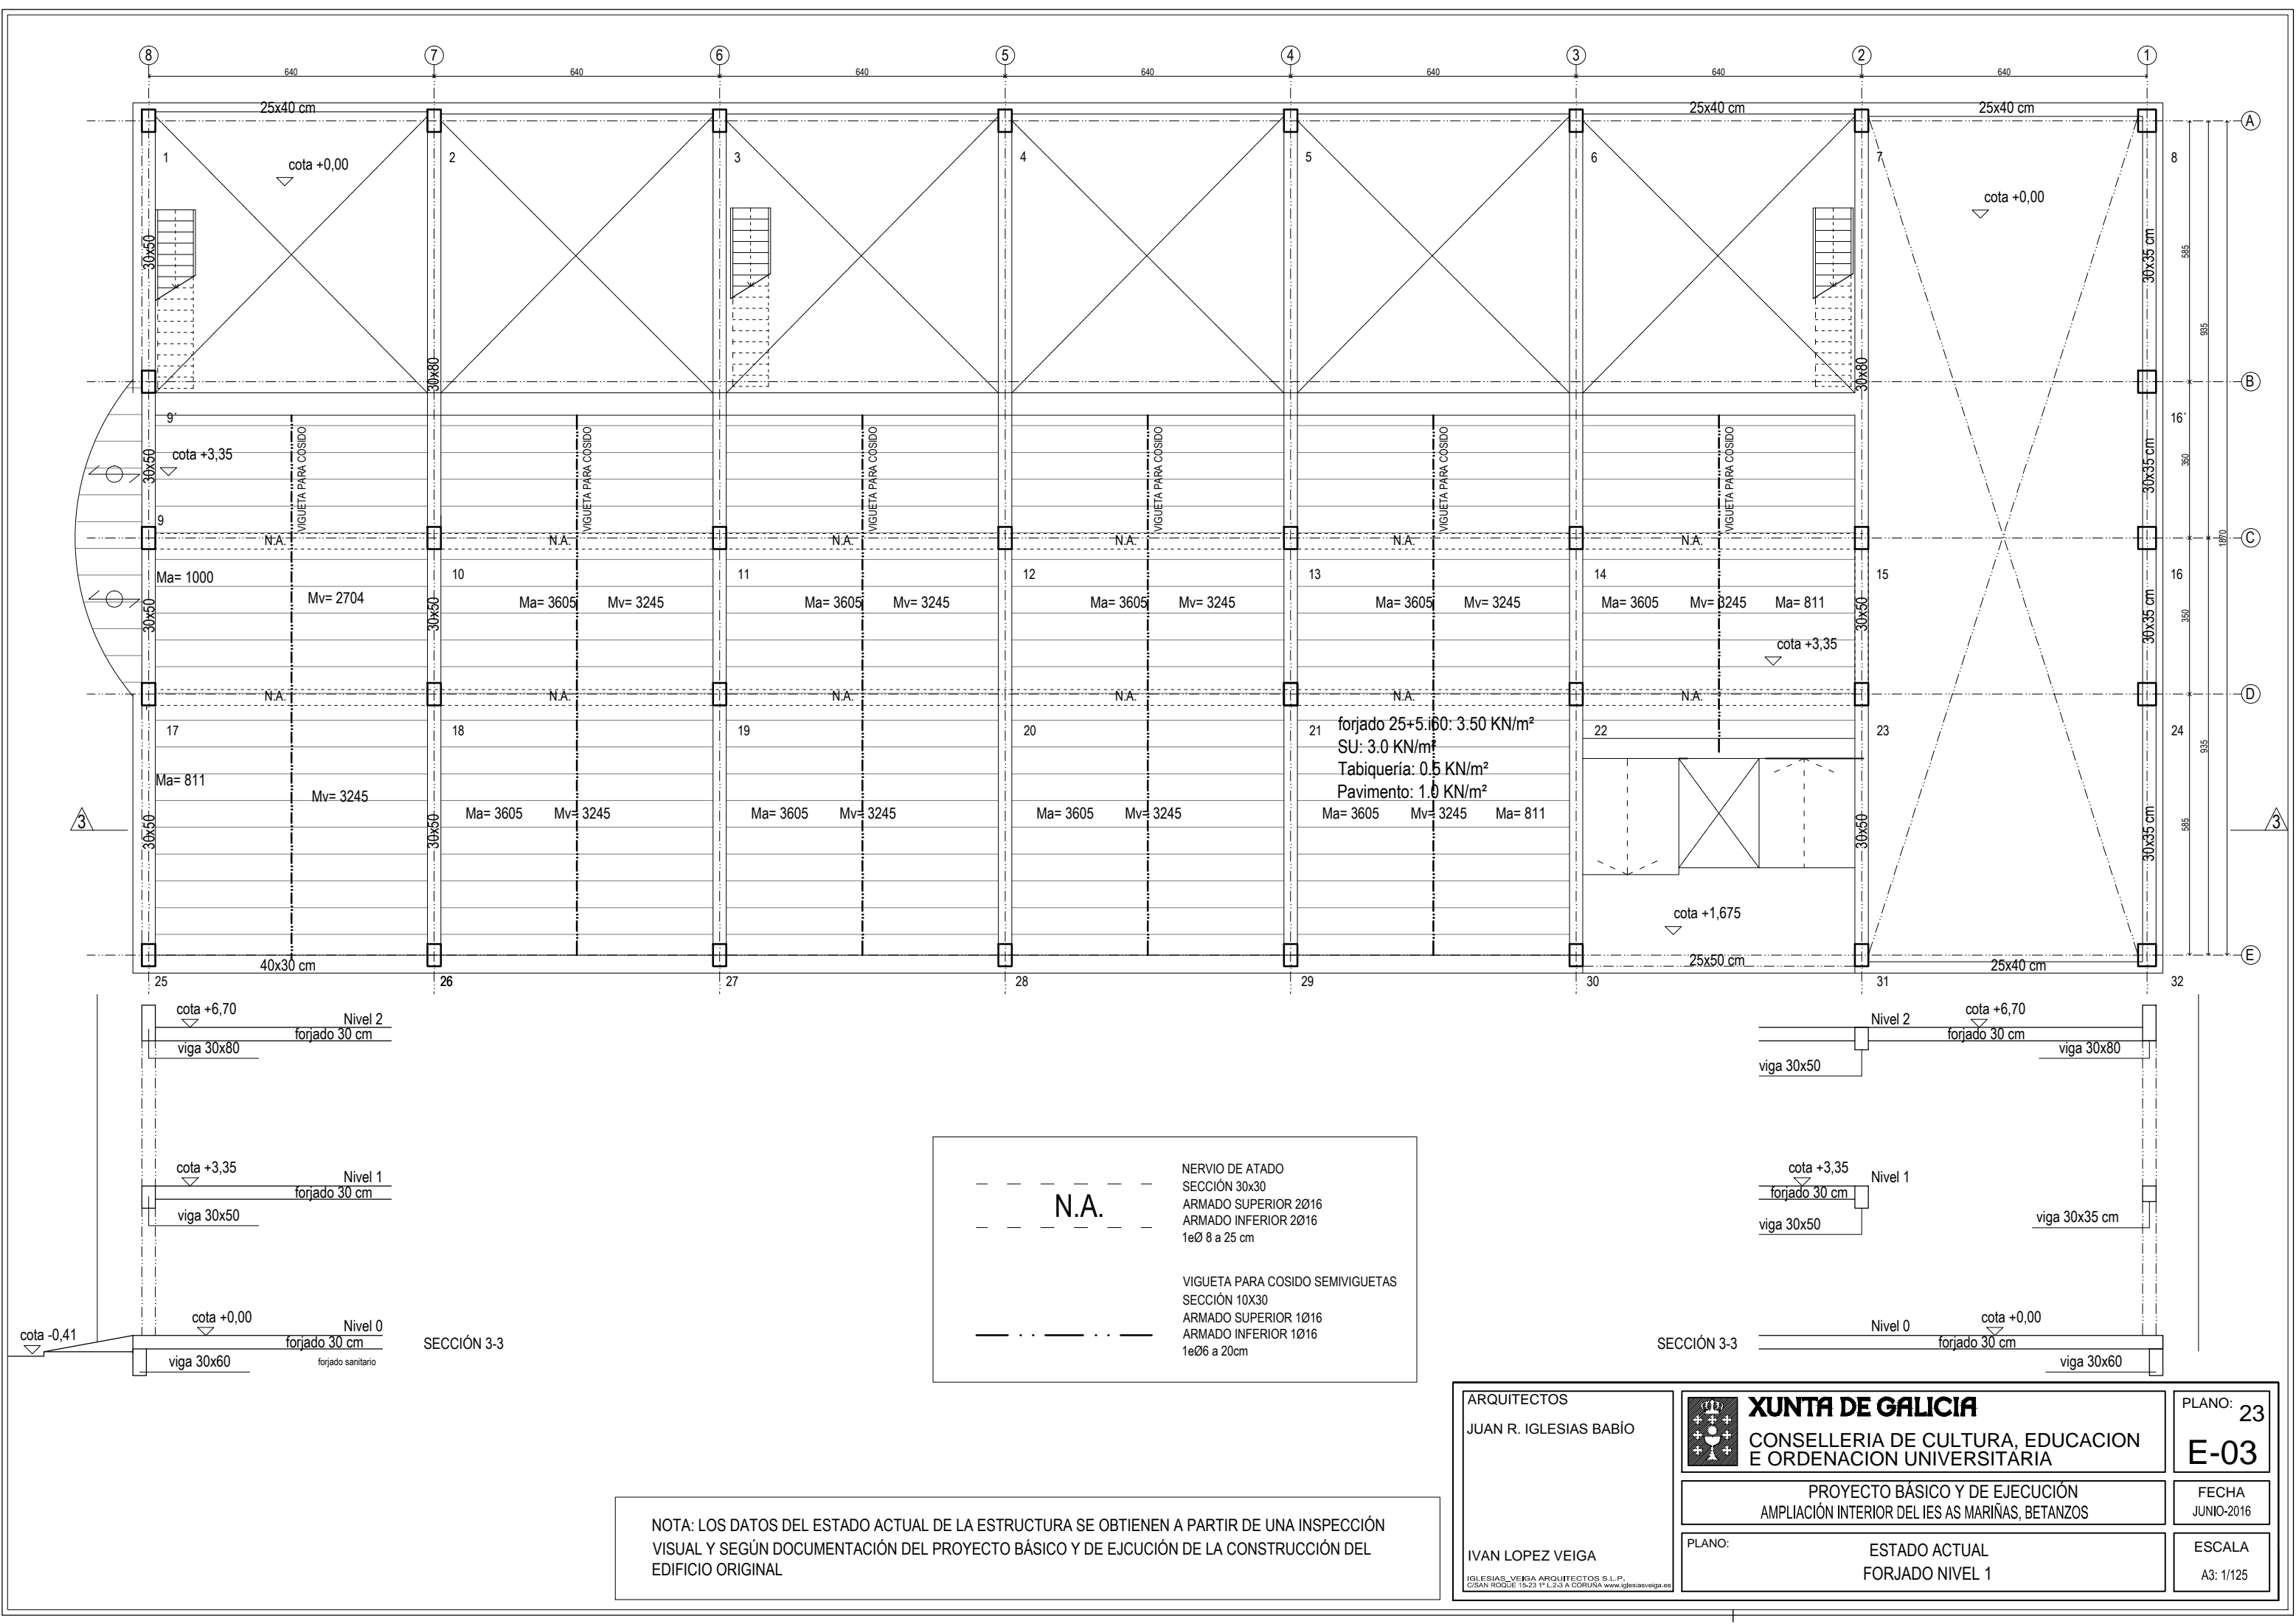 8 7 6 5 4 3 2 1
640 640 640 640 640 640 640
25x40 cm 25x40 cm 25x40 cm
A
1 2 3 4 5 6 7 8
cota +0,00
cota +0,00
30x50 30x35 cm 585
935
30x80 30x80
B
9´ 16´
VIGUETA PARA COSIDO VIGUETA PARA COSIDO VIGUETA PARA COSIDO VIGUETA PARA COSIDO VIGUETA PARA COSIDO VIGUETA PARA COSIDO
cota +3,35
30x50 30x35 cm 350
9
N.A. N.A. N.A. N.A. N.A. N.A.
1870
C
Ma= 1000
10 11 12 13 14 15 16
Mv= 2704
Ma= 3605 Mv= 3245 Ma= 3605 Mv= 3245 Ma= 3605 Mv= 3245 Ma= 3605 Mv= 3245 Ma= 3605 Mv= 3245 Ma= 811
30x50 30x50 30x50 30x35 cm 350
cota +3,35
N.A. N.A. N.A. N.A. N.A. N.A.
D
17 18 19 20 21 22 23 24
forjado 25+5.i60: 3.50 KN/m²
SU: 3.0 KN/m²
Tabiquería: 0.5 KN/m²
Pavimento: 1.0 KN/m²
935
Ma= 811
Mv= 3245
Ma= 3605 Mv= 3245 Ma= 3605 Mv= 3245 Ma= 3605 Mv= 3245 Ma= 3605 Mv= 3245 Ma= 811
3 3
30x50 30x50 30x50 30x35 cm 585
cota +1,675
E
40x30 cm 25x50 cm 25x40 cm
25 26 27 28 29 30 31 32
cota +6,70
Nivel 2
forjado 30 cm
viga 30x80
cota +3,35
Nivel 1
forjado 30 cm
viga 30x50
cota +0,00
Nivel 0
cota -0,41
forjado 30 cm
viga 30x60
forjado sanitario
SECCIÓN 3-3
N.A.
NERVIO DE ATADO
SECCIÓN 30x30
ARMADO SUPERIOR 2Ø16
ARMADO INFERIOR 2Ø16
1eØ 8 a 25 cm
VIGUETA PARA COSIDO SEMIVIGUETAS
SECCIÓN 10X30
ARMADO SUPERIOR 1Ø16
ARMADO INFERIOR 1Ø16
1eØ6 a 20cm
cota +6,70
Nivel 2
forjado 30 cm
viga 30x80
viga 30x50
cota +3,35
Nivel 1
forjado 30 cm
viga 30x50
viga 30x35 cm
cota +0,00
Nivel 0
forjado 30 cm
SECCIÓN 3-3
viga 30x60
NOTA: LOS DATOS DEL ESTADO ACTUAL DE LA ESTRUCTURA SE OBTIENEN A PARTIR DE UNA INSPECCIÓN
VISUAL Y SEGÚN DOCUMENTACIÓN DEL PROYECTO BÁSICO Y DE EJCUCIÓN DE LA CONSTRUCCIÓN DEL
EDIFICIO ORIGINAL
ARQUITECTOS
JUAN R. IGLESIAS BABÍO
IVAN LOPEZ VEIGA
IGLESIAS_VEIGA ARQUITECTOS S.L.P.
C/SAN ROQUE 15-23 1º L.2-3 A CORUÑA www.iglesiasveiga.es
XUNTA DE GALICIA
CONSELLERIA DE CULTURA, EDUCACION
E ORDENACION UNIVERSITARIA
PLANO: 23
E-03
PROYECTO BÁSICO Y DE EJECUCIÓN
AMPLIACIÓN INTERIOR DEL IES AS MARIÑAS, BETANZOS
FECHA
JUNIO-2016
PLANO:
ESTADO ACTUAL
FORJADO NIVEL 1
ESCALA
A3: 1/125